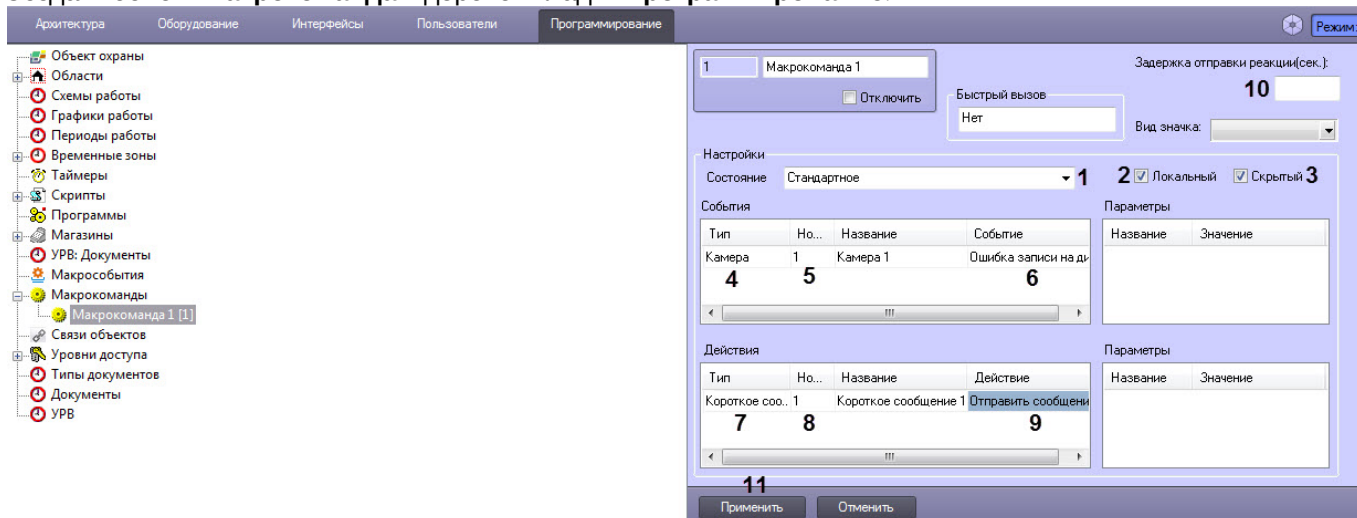 Архитектура Оборудование Интерфейсы Пользователи Программирование Режим:
Объект охраны
Области
Схемы работы
Графики работы
Периоды работы
Временные зоны
Таймеры
Скрипты
Программы
Магазины
УРВ: Документы
Макрособытия
Макрокоманды
Макрокоманда 1 [1]
Связи объектов
Уровни доступа
Типы документов
Документы
УРВ
1 Макрокоманда 1
Отключить
Быстрый вызов
Нет
Задержка отправки реакции(сек.):
10
Вид значка:
Настройки
Состояние Стандартное 1 2 Локальный Скрытый 3
События Параметры
Тип Но... Название Событие Название Значение
Камера 1 Камера 1 Ошибка записи на ди
4 5 6
Действия Параметры
Тип Но... Название Действие Название Значение
Короткое соо.. 1 Короткое сообщение 1 Отправить сообщени
7 8 9
11
Применить Отменить